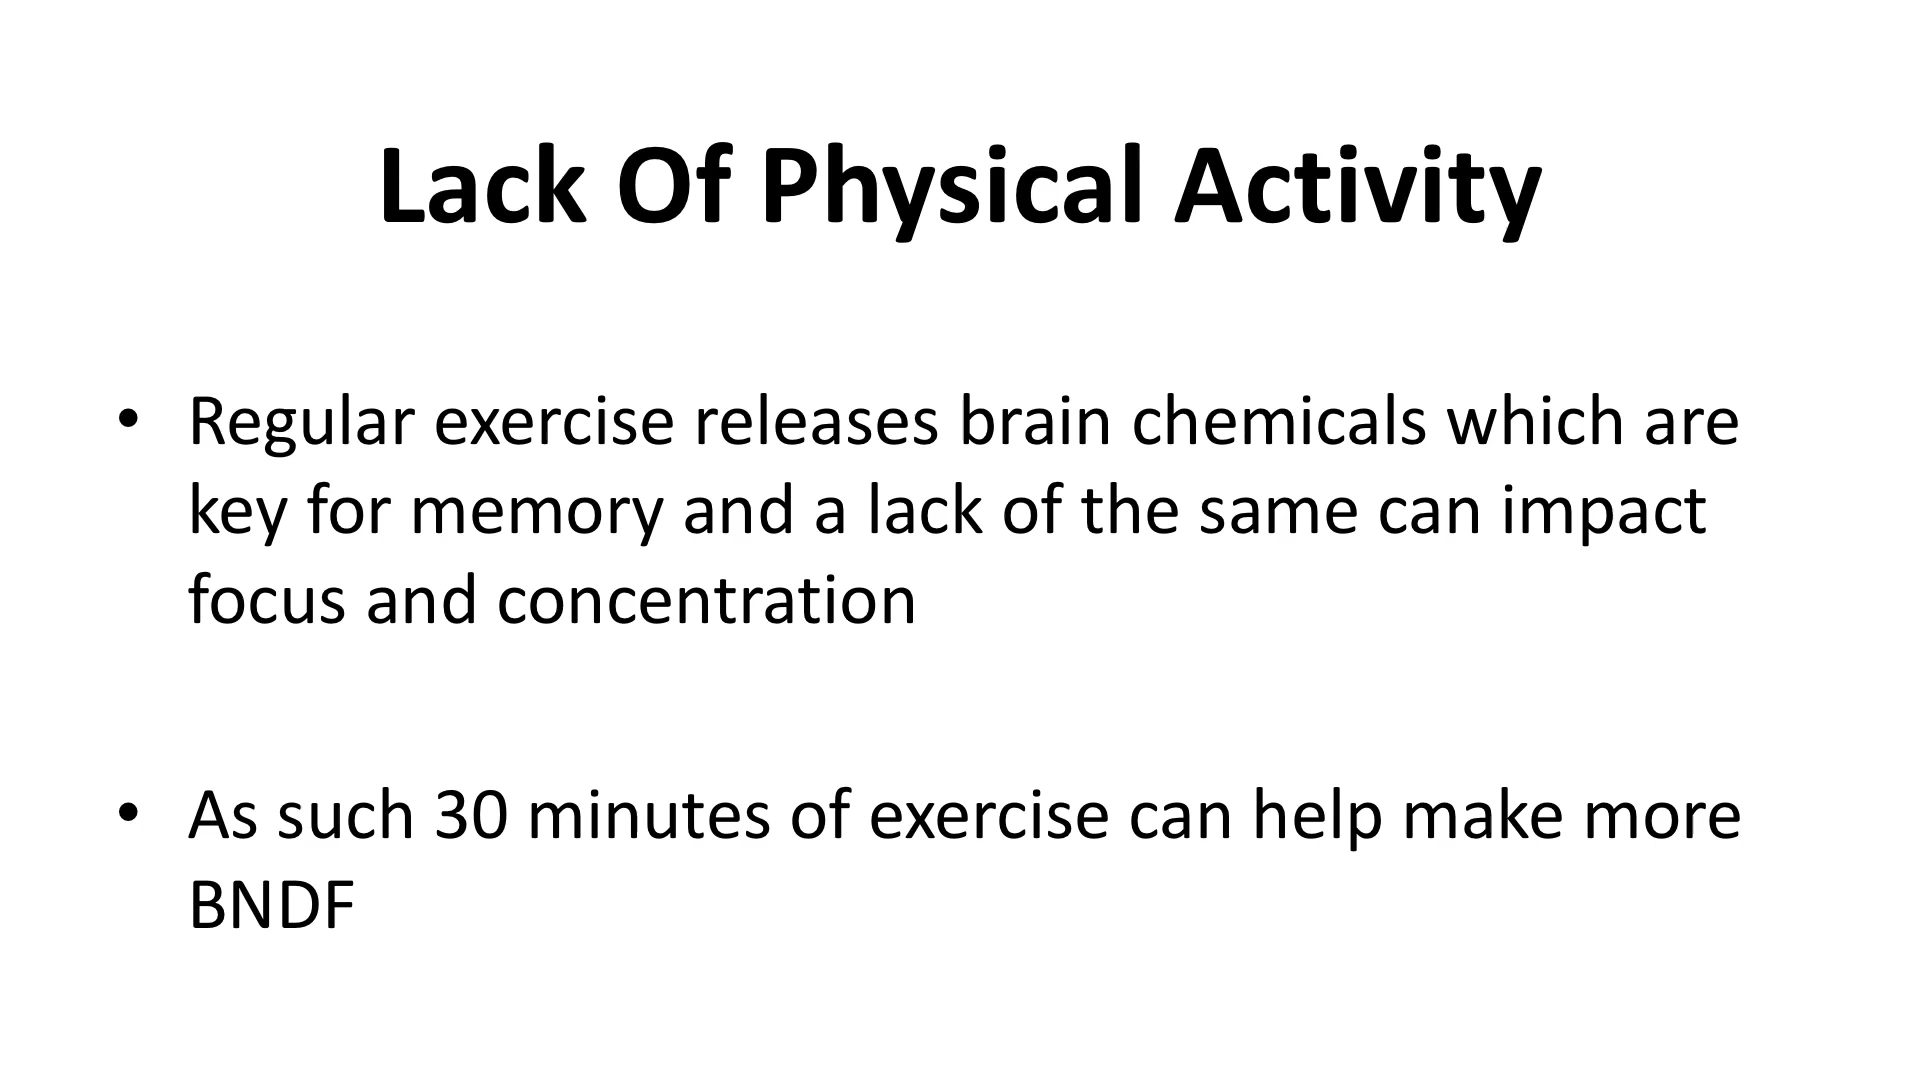 Lack Of Physical Activity
• Regular exercise releases brain chemicals which are
key for memory and a lack of the same can impact
focus and concentration
• As such 30 minutes of exercise can help make more
BNDF